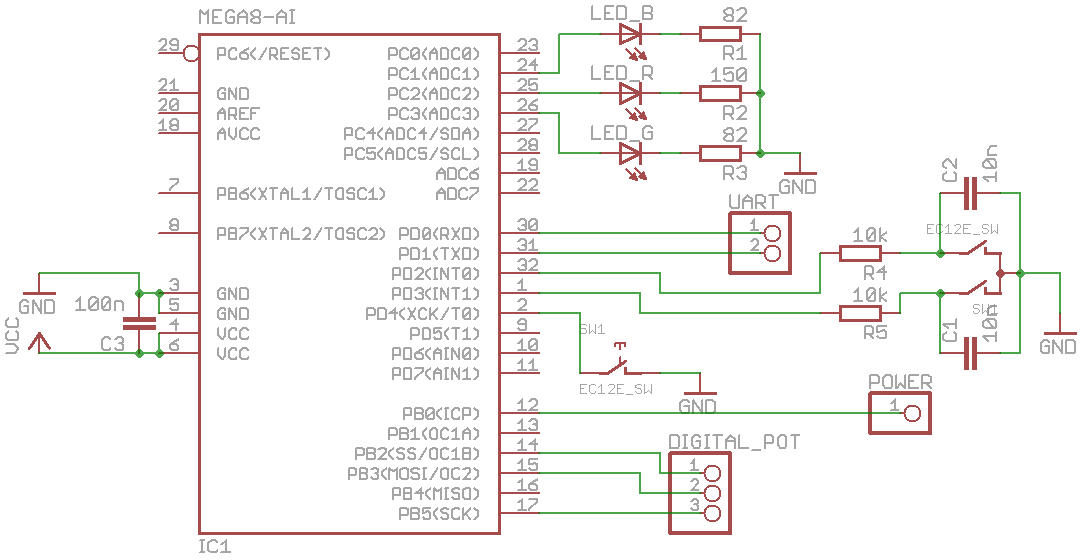 MEGA8-AI
29 PC6(/RESET)
21 GND
20 AREF
18 AVCC
7 PB6(XTAL1/TOSC1)
8 PB7(XTAL2/TOSC2)
3 GND
5 GND
4 VCC
6 VCC
GND
100n
C3
VCC
PC0(ADC0) 23
PC1(ADC1) 24
PC2(ADC2) 25
PC3(ADC3) 26
PC4(ADC4/SDA) 27
PC5(ADC5/SCL) 28
ADC6 19
ADC7 22
PD0(RXD) 30
PD1(TXD) 31
PD2(INT0) 32
PD3(INT1) 1
PD4(XCK/T0) 2
PD5(T1) 9
PD6(AIN0) 10
PD7(AIN1) 11
PB0(ICP) 12
PB1(OC1A) 13
PB2(SS/OC1B) 14
PB3(MOSI/OC2) 15
PB4(MISO) 16
PB5(SCK) 17
IC1
LED_B
82
R1
LED_R
150
R2
LED_G
82
R3
GND
UART
1
2
10k
R4
10k
R5
C2
10n
EC12E_SW
C1
10n
GND
SW1
EC12E_SW
GND
POWER
1
DIGITAL_POT
1
2
3